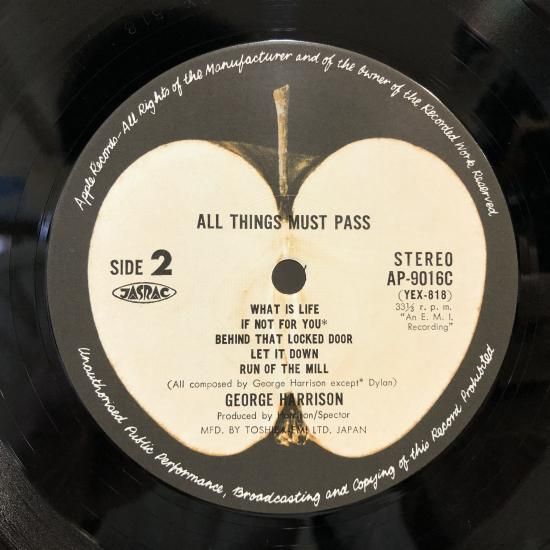 Apple Records-All Rights of the Manufacturer and of the Owner of the Recorded Work Reserved
ALL THINGS MUST PASS
SIDE 2
JASRAC
STEREO
AP-9016C
(YEX-818)
33⅓ r. p. m.
"An E. M. I.
Recording"
WHAT IS LIFE
IF NOT FOR YOU*
BEHIND THAT LOCKED DOOR
LET IT DOWN
RUN OF THE MILL
(All composed by George Harrison except* Dylan)
GEORGE HARRISON
Produced by Harrison/Spector
MFD. BY TOSHIBA EMI LTD. JAPAN
Unauthorised Public Performance, Broadcasting and Copying of this Record Prohibited